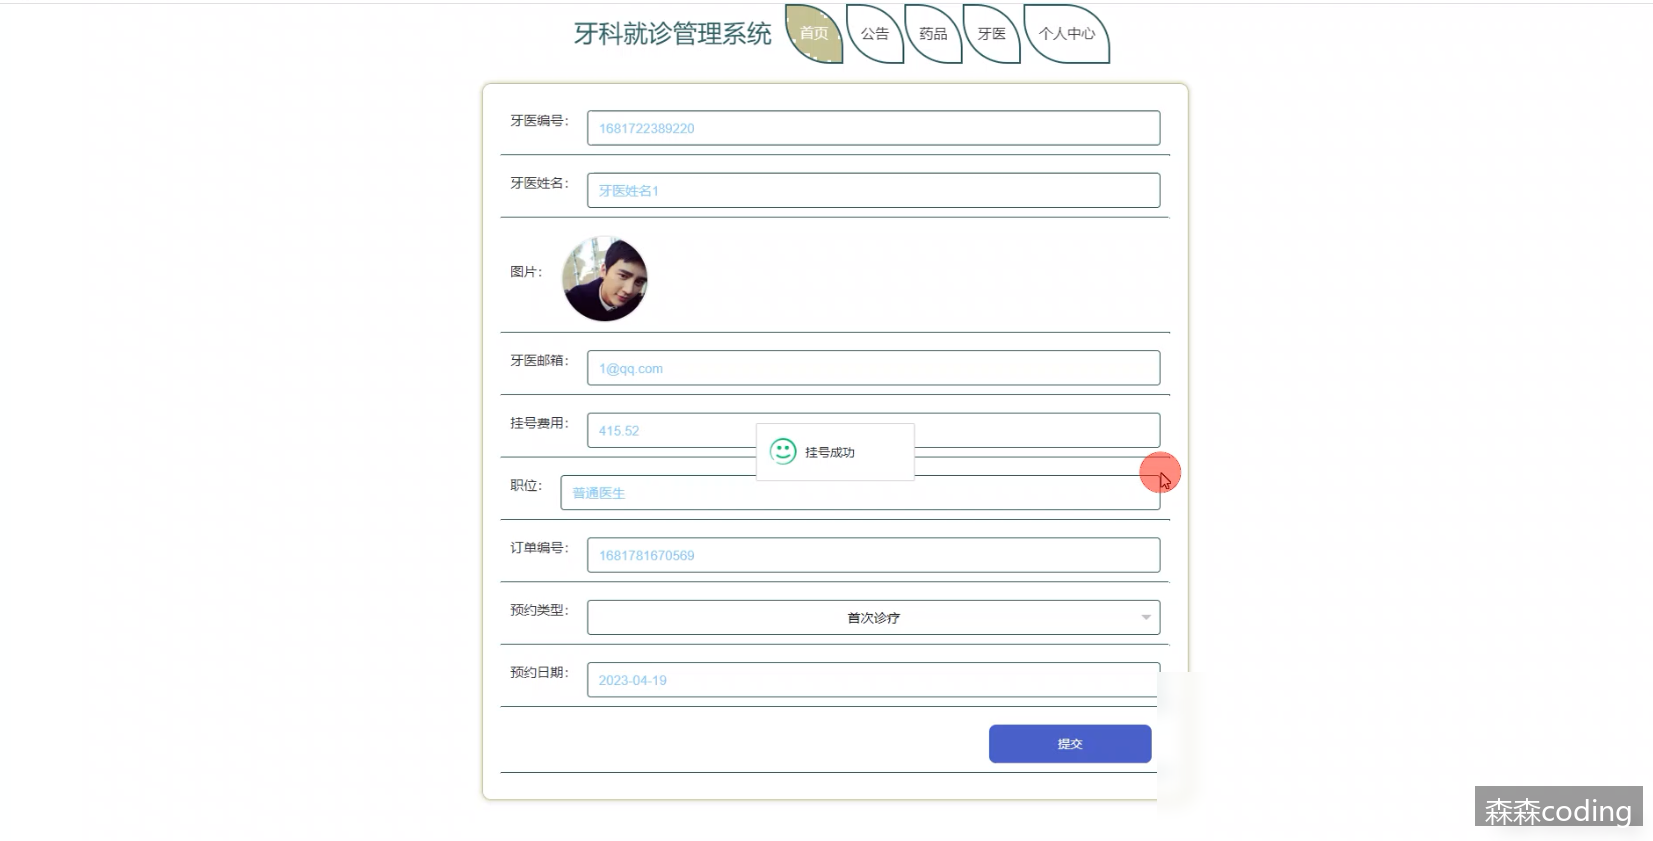 牙科就诊管理系统 首页 公告 药品 牙医 个人中心
牙医编号： 1681722389220
牙医姓名： 牙医姓名1
图片：
牙医邮箱： 1@qq.com
挂号费用： 415.52
挂号成功
职位： 普通医生
订单编号： 1681781670569
预约类型： 首次诊疗
预约日期： 2023-04-19
提交
森森coding